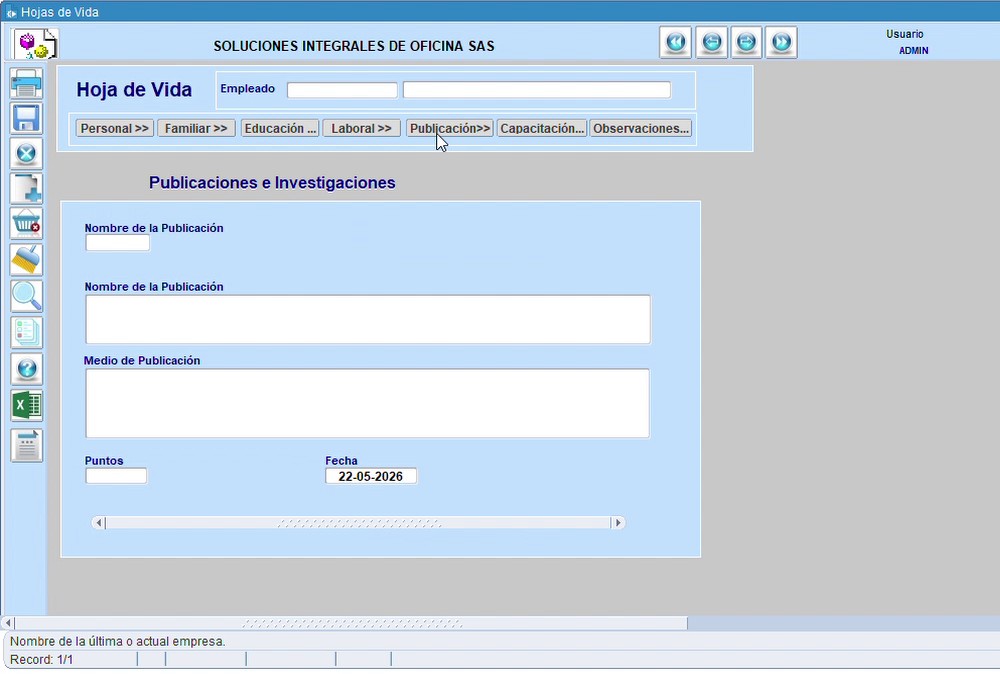 Hojas de Vida
SOLUCIONES INTEGRALES DE OFICINA SAS
Usuario
ADMIN
Hoja de Vida
Empleado
Personal >> Familiar >> Educación ... Laboral >> Publicación>> Capacitación... Observaciones...
Publicaciones e Investigaciones
Nombre de la Publicación
Nombre de la Publicación
Medio de Publicación
Puntos Fecha
22-05-2026
Nombre de la última o actual empresa.
Record: 1/1